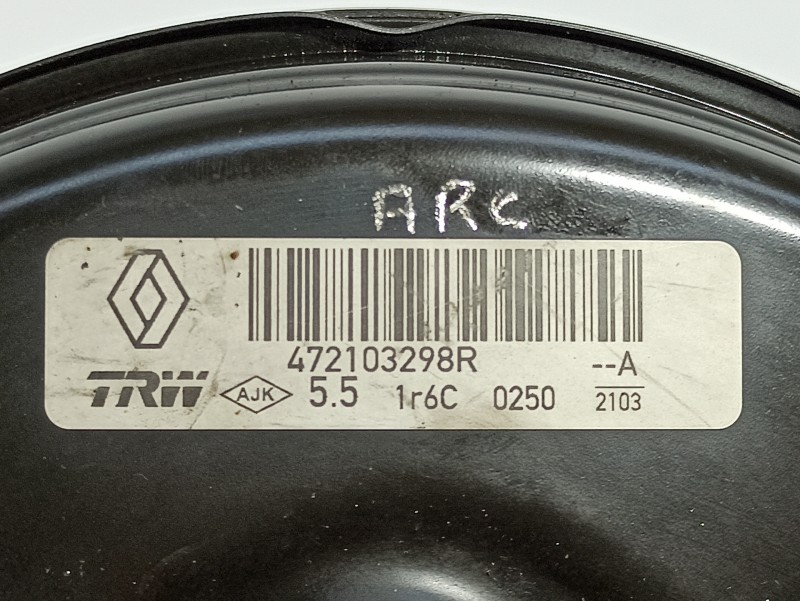 ARC
472103298R --A
TRW AJK 5.5 1r6C 0250 2103